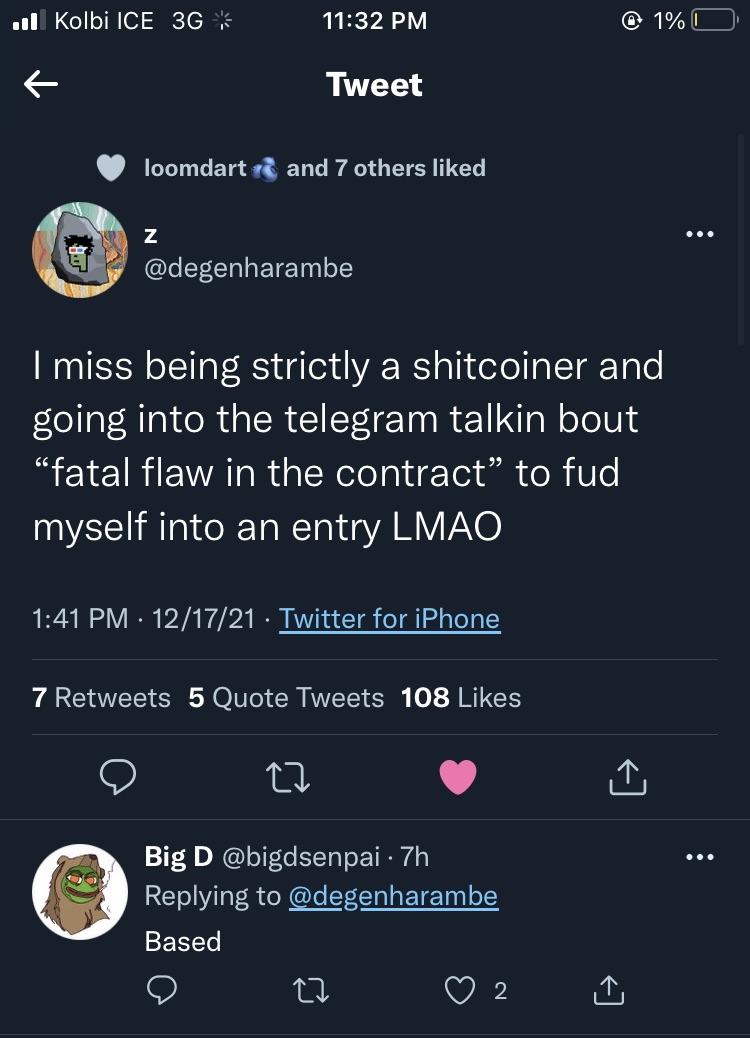 Kolbi ICE 3G 11:32 PM 1%
Tweet
loomdart🫐 and 7 others liked
z
@degenharambe
I miss being strictly a shitcoiner and
going into the telegram talkin bout
“fatal flaw in the contract” to fud
myself into an entry LMAO
1:41 PM · 12/17/21 · Twitter for iPhone
7 Retweets 5 Quote Tweets 108 Likes
Big D @bigdsenpai · 7h
Replying to @degenharambe
Based
2